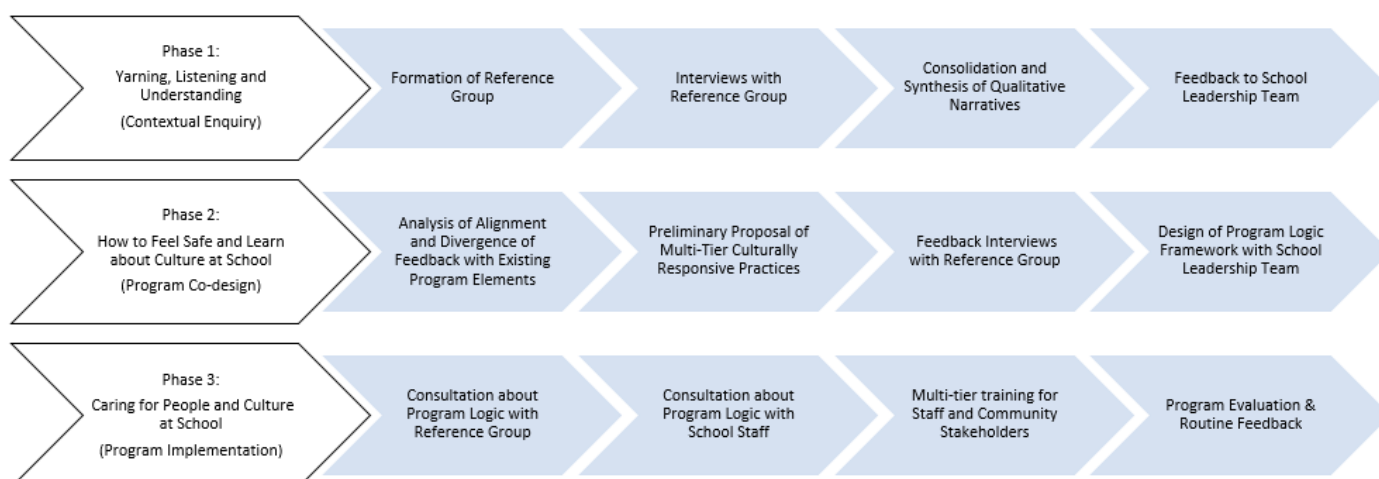 Phase 1:
Yarning, Listening and
Understanding
(Contextual Enquiry)
Formation of Reference
Group
Interviews with
Reference Group
Consolidation and
Synthesis of Qualitative
Narratives
Feedback to School
Leadership Team
Phase 2:
How to Feel Safe and Learn
about Culture at School
(Program Co-design)
Analysis of Alignment
and Divergence of
Feedback with Existing
Program Elements
Preliminary Proposal of
Multi-Tier Culturally
Responsive Practices
Feedback Interviews
with Reference Group
Design of Program Logic
Framework with School
Leadership Team
Phase 3:
Caring for People and Culture
at School
(Program Implementation)
Consultation about
Program Logic with
Reference Group
Consultation about
Program Logic with
School Staff
Multi-tier training for
Staff and Community
Stakeholders
Program Evaluation &
Routine Feedback